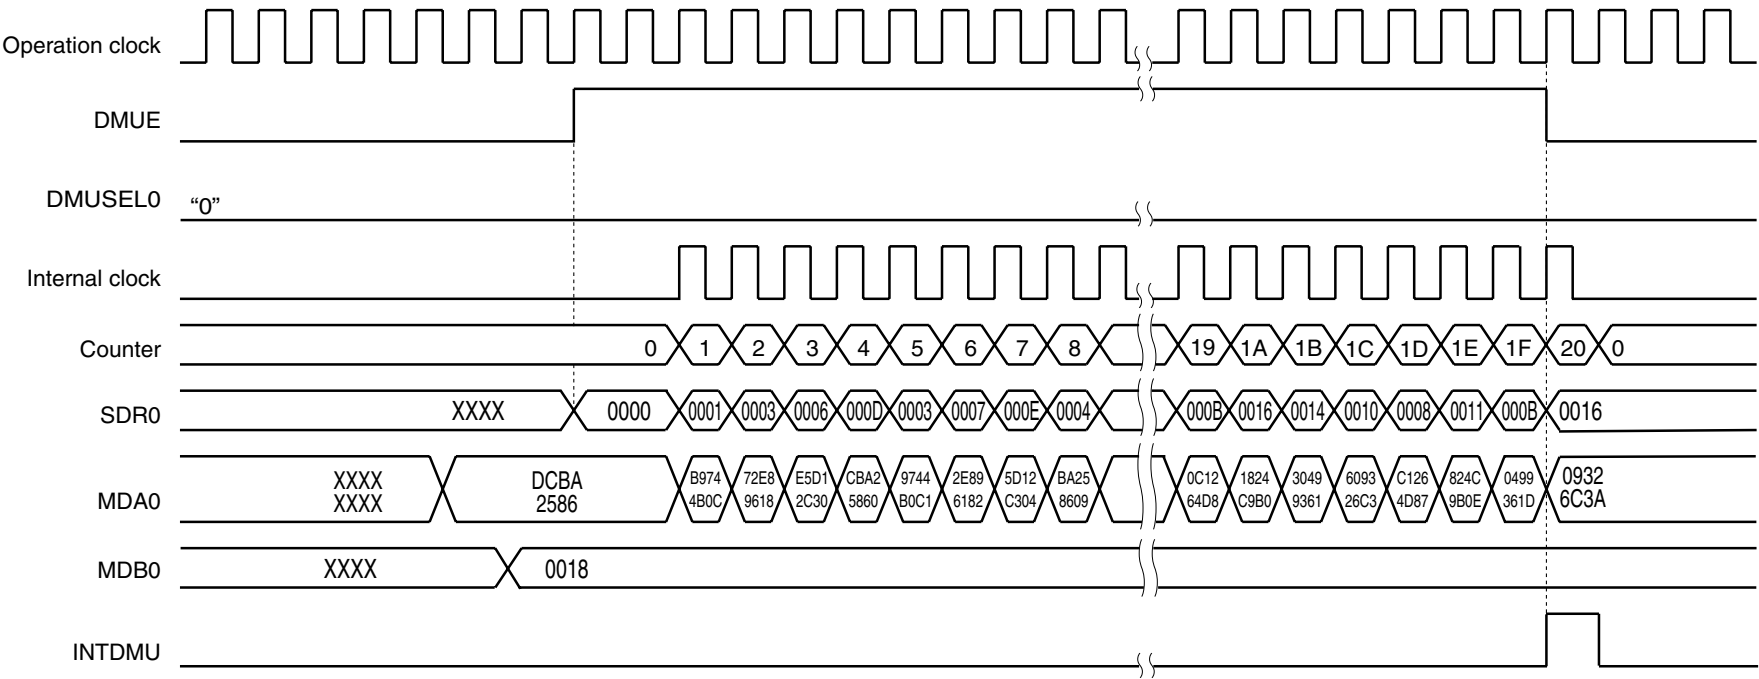 Operation clock
DMUE
DMUSEL0 “0”
Internal clock
Counter 0 1 2 3 4 5 6 7 8 19 1A 1B 1C 1D 1E 1F 20 0
SDR0 XXXX 0000 0001 0003 0006 000D 0003 0007 000E 0004 000B 0016 0014 0010 0008 0011 000B 0016
XXXX DCBA B974 72E8 E5D1 CBA2 9744 2E89 5D12 BA25 0C12 1824 3049 6093 C126 824C 0499 0932
MDA0 XXXX 2586 4B0C 9618 2C30 5860 B0C1 6182 C304 8609 64D8 C9B0 9361 26C3 4D87 9B0E 361D 6C3A
MDB0 XXXX 0018
INTDMU